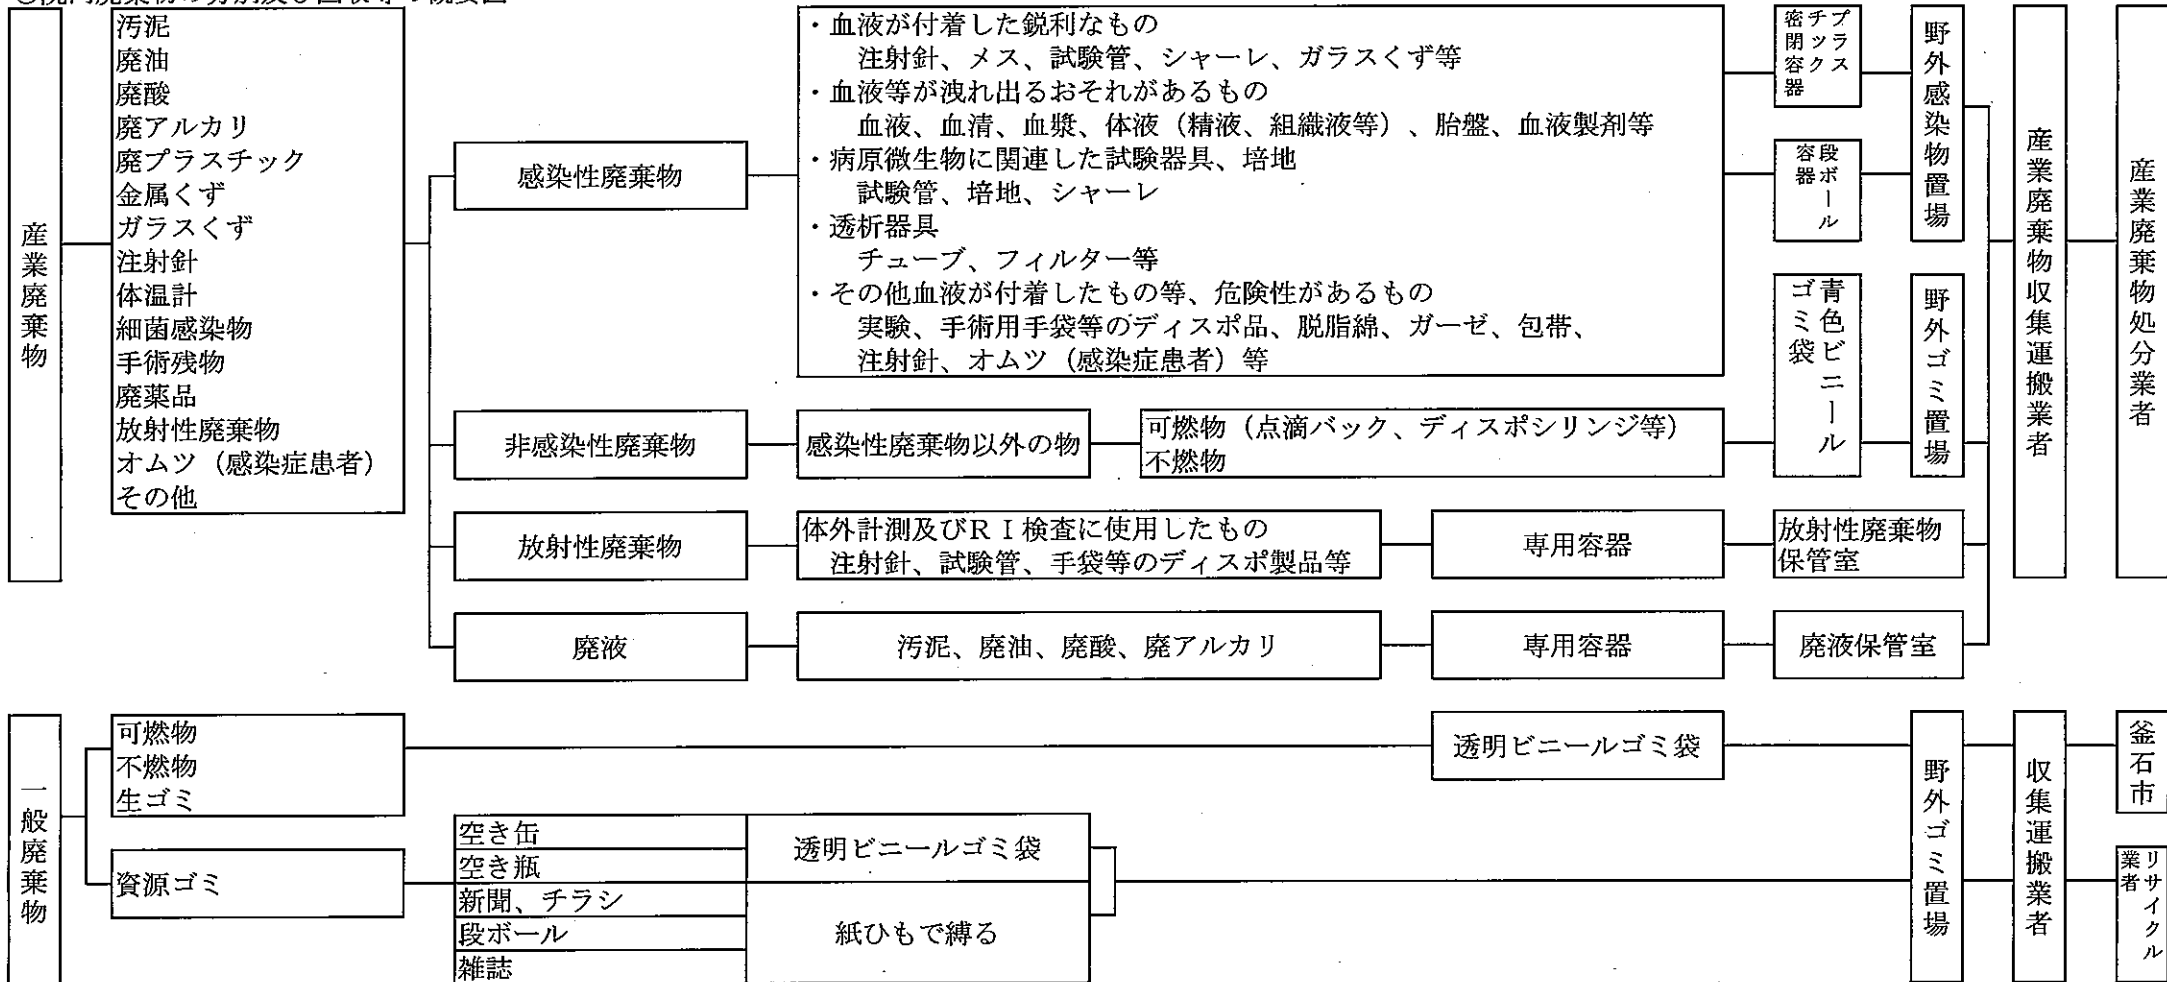 産業廃棄物
汚泥
廃油
廃酸
廃アルカリ
廃プラスチック
金属くず
ガラスくず
注射針
体温計
細菌感染物
手術残物
廃薬品
放射性廃棄物
オムツ（感染症患者）
その他
感染性廃棄物
・血液が付着した鋭利なもの
注射針、メス、試験管、シャーレ、ガラスくず等
・血液等が洩れ出るおそれがあるもの
血液、血清、血漿、体液（精液、組織液等）、胎盤、血液製剤等
・病原微生物に関連した試験器具、培地
試験管、培地、シャーレ
・透析器具
チューブ、フィルター等
・その他血液が付着したもの等、危険性があるもの
実験、手術用手袋等のディスポ品、脱脂綿、ガーゼ、包帯、
注射針、オムツ（感染症患者）等
プラス
チック
密閉容器
段ボール
容器
野外感染物置場
非感染性廃棄物
感染性廃棄物以外の物
可燃物（点滴バック、ディスポシリンジ等）
不燃物
青色ビニール
ゴミ袋
野外ゴミ置場
放射性廃棄物
体外計測及びＲＩ検査に使用したもの
注射針、試験管、手袋等のディスポ製品等
専用容器
放射性廃棄物
保管室
廃液
汚泥、廃油、廃酸、廃アルカリ
専用容器
廃液保管室
産業廃棄物収集運搬業者
産業廃棄物処分業者
一般廃棄物
可燃物
不燃物
生ゴミ
透明ビニールゴミ袋
資源ゴミ
空き缶
空き瓶
新聞、チラシ
段ボール
雑誌
透明ビニールゴミ袋
紙ひもで縛る
野外ゴミ置場
収集運搬業者
釜石市
リサイクル
業者